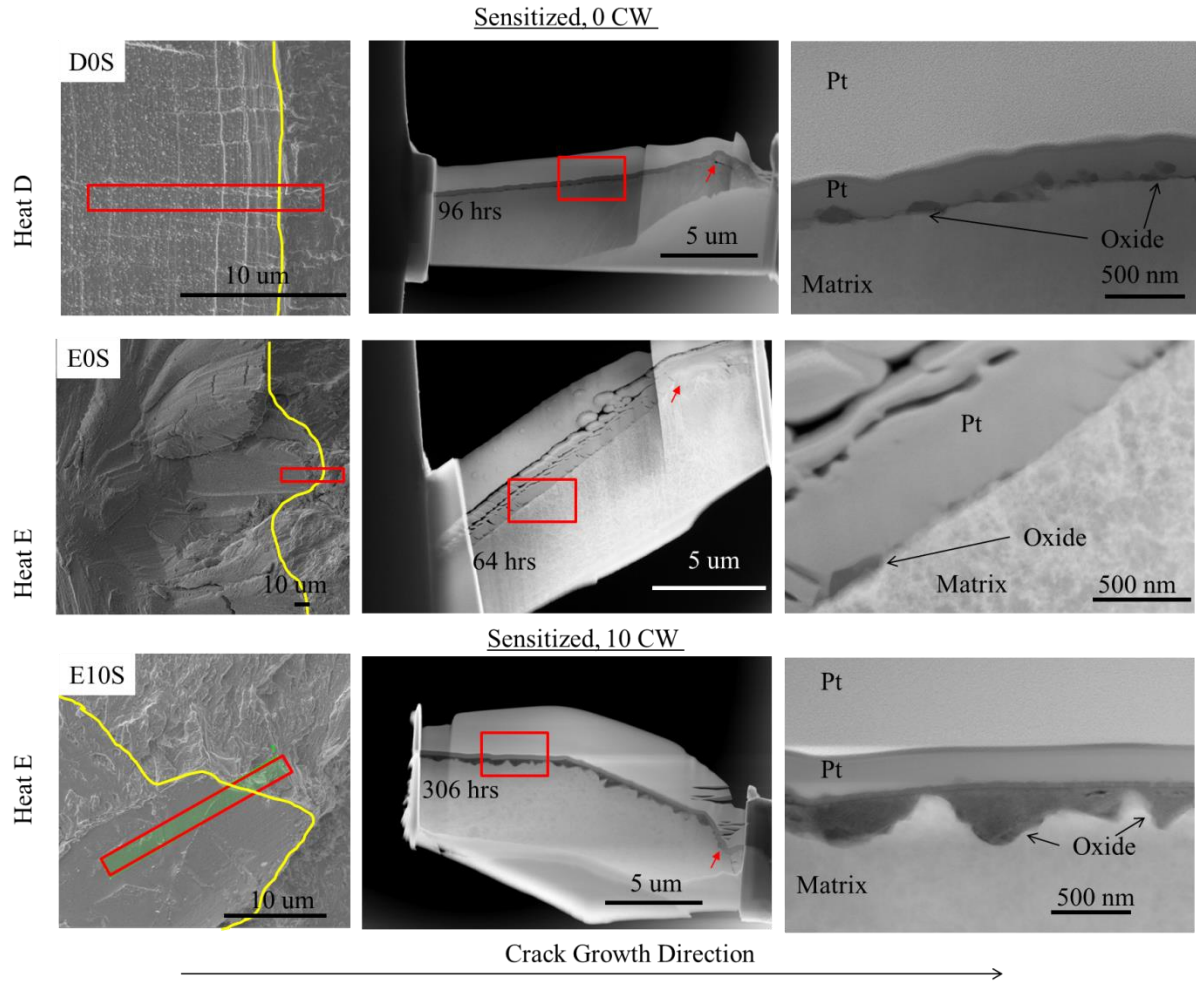 Sensitized, 0 CW
D0S
Heat D
10 um
96 hrs
5 um
Pt
Pt
Oxide
Matrix
500 nm
E0S
Heat E
10 um
64 hrs
5 um
Pt
Oxide
Matrix
500 nm
Sensitized, 10 CW
E10S
Heat E
10 um
306 hrs
5 um
Pt
Pt
Oxide
Matrix
500 nm
Crack Growth Direction